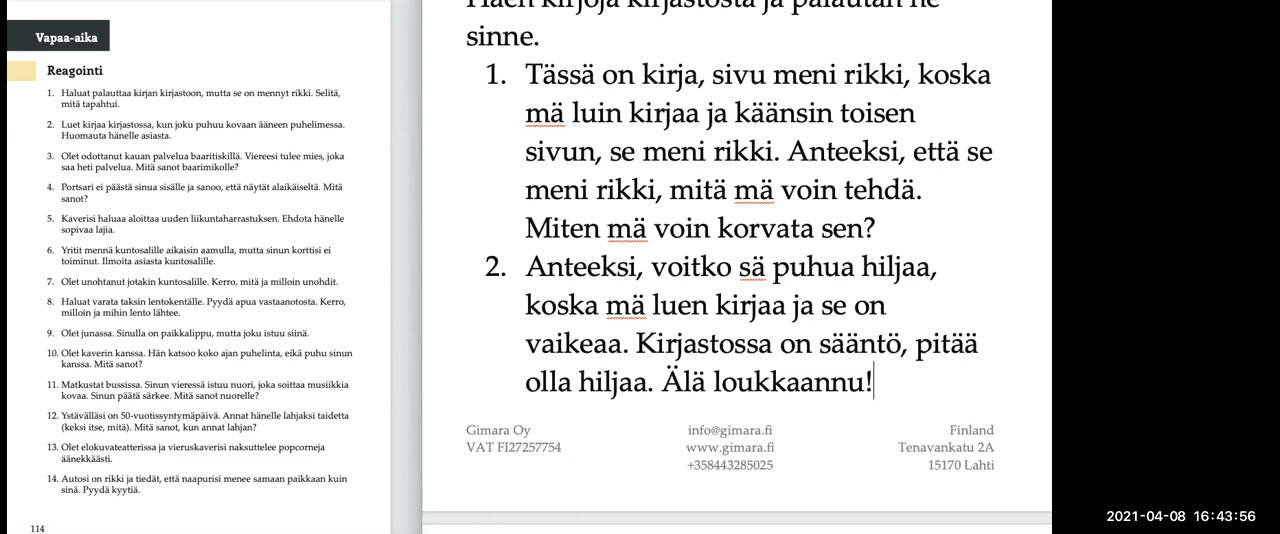 Vapaa-aika
Reagointi
1. Haluat palauttaa kirjan kirjastoon, mutta se on mennyt rikki. Selitä,
mitä tapahtui.
2. Luet kirjaa kirjastossa, kun joku puhuu kovaan ääneen puhelimessa.
Huomauta hänelle asiasta.
3. Olet odottanut kauan palvelua baaritiskillä. Viereesi tulee mies, joka
saa heti palvelua. Mitä sanot baarimikolle?
4. Portsari ei päästä sinua sisälle ja sanoo, että näytät alaikäiseltä. Mitä
sanot?
5. Kaverisi haluaa aloittaa uuden liikuntaharrastuksen. Ehdota hänelle
sopivaa lajia.
6. Yritit mennä kuntosalille aikaisin aamulla, mutta sinun korttisi ei
toiminut. Ilmoita asiasta kuntosalille.
7. Olet unohtanut jotakin kuntosalille. Kerro, mitä ja milloin unohdit.
8. Haluat varata taksin lentokentälle. Pyydä apua vastaanotosta. Kerro,
milloin ja mihin lento lähtee.
9. Olet junassa. Sinulla on paikkalippu, mutta joku istuu siinä.
10. Olet kaverin kanssa. Hän katsoo koko ajan puhelinta, eikä puhu sinun
kanssa. Mitä sanot?
11. Matkustat bussissa. Sinun vieressä istuu nuori, joka soittaa musiikkia
kovaa. Sinun päätä särkee. Mitä sanot nuorelle?
12. Ystävälläsi on 50-vuotissyntymäpäivä. Annat hänelle lahjaksi taidetta
(keksi itse, mitä). Mitä sanot, kun annat lahjan?
13. Olet elokuvateatterissa ja vieruskaverisi naksuttelee popcorneja
äänekkäästi.
14. Autosi on rikki ja tiedät, että naapurisi menee samaan paikkaan kuin
sinä. Pyydä kyytiä.
114
Haen kirjoja kirjastosta ja palautan ne
sinne.
1. Tässä on kirja, sivu meni rikki, koska
mä luin kirjaa ja käänsin toisen
sivun, se meni rikki. Anteeksi, että se
meni rikki, mitä mä voin tehdä.
Miten mä voin korvata sen?
2. Anteeksi, voitko sä puhua hiljaa,
koska mä luen kirjaa ja se on
vaikeaa. Kirjastossa on sääntö, pitää
olla hiljaa. Älä loukkaannu!
Gimara Oy
VAT FI27257754
info@gimara.fi
www.gimara.fi
+358443285025
Finland
Tenavankatu 2A
15170 Lahti
2021-04-08 16:43:56